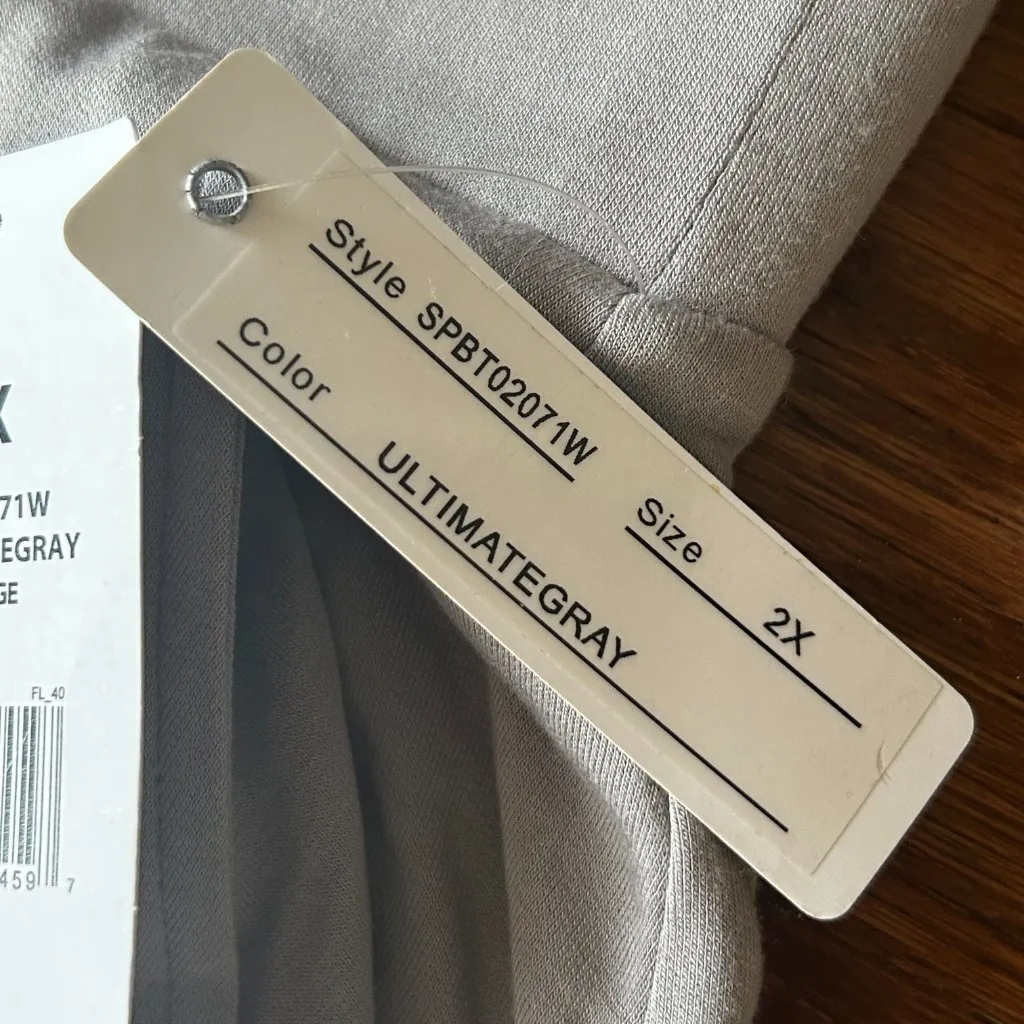 Style SPBT02071W
Size 2X
Color ULTIMATEGRAY
X
71W
EGRAY
GE
FL_40
459 7